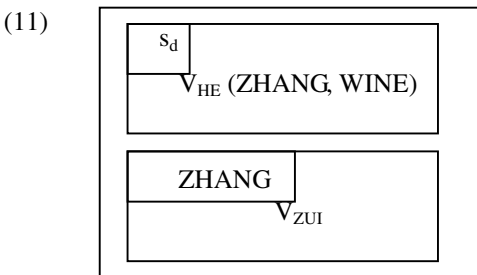 (11)
s_d
V_HE (ZHANG, WINE)
ZHANG
V_ZUI